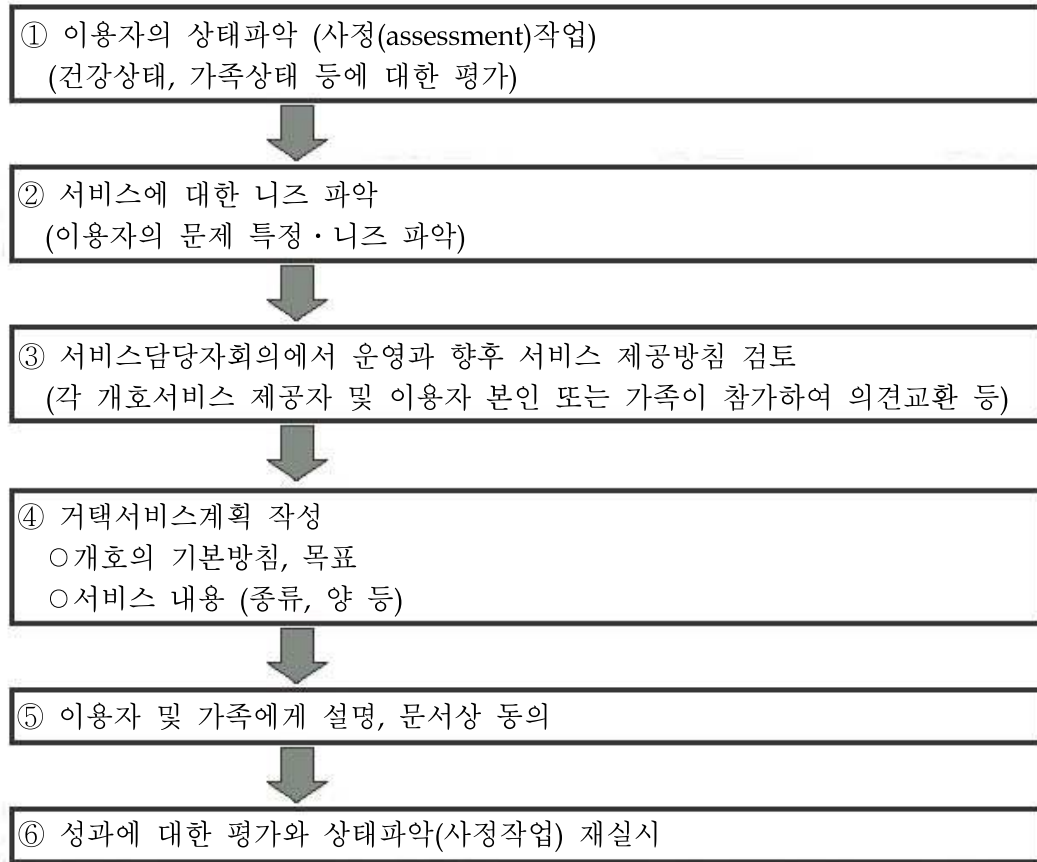 ① 이용자의 상태파악 (사정(assessment)작업)
(건강상태, 가족상태 등에 대한 평가)
② 서비스에 대한 니즈 파악
(이용자의 문제 특정·니즈 파악)
③ 서비스담당자회의에서 운영과 향후 서비스 제공방침 검토
(각 개호서비스 제공자 및 이용자 본인 또는 가족이 참가하여 의견교환 등)
④ 거택서비스계획 작성
○개호의 기본방침, 목표
○서비스 내용 (종류, 양 등)
⑤ 이용자 및 가족에게 설명, 문서상 동의
⑥ 성과에 대한 평가와 상태파악(사정작업) 재실시